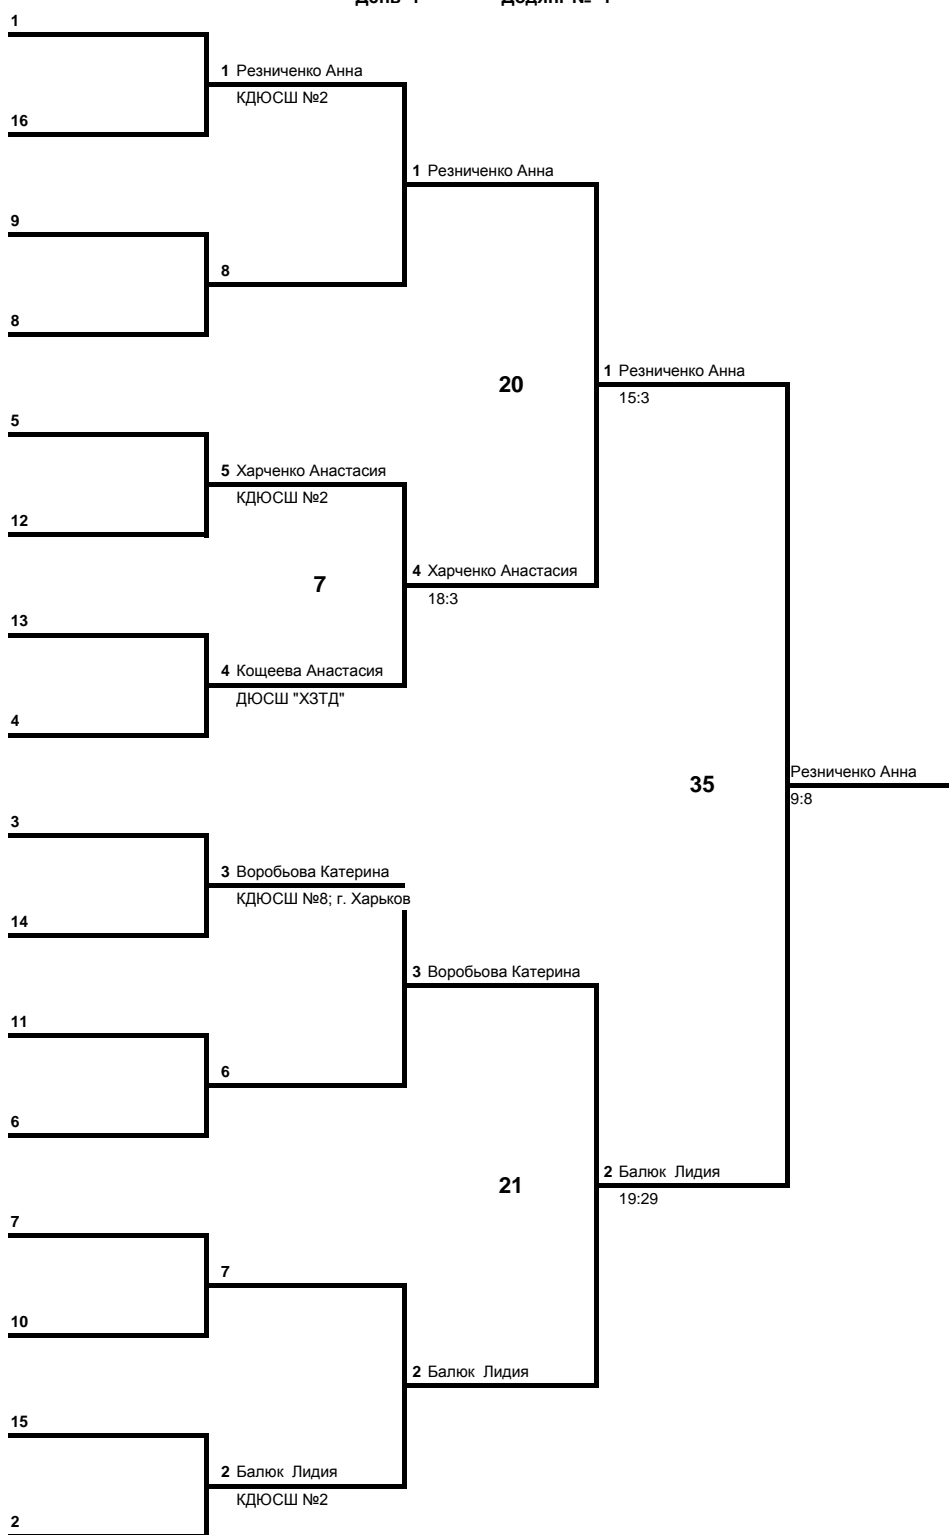 День 1 Додянг № 1
1
1 Резниченко Анна
КДЮСШ №2
16
1 Резниченко Анна
9
8
8
20
1 Резниченко Анна
15:3
5
5 Харченко Анастасия
КДЮСШ №2
12
7
4 Харченко Анастасия
18:3
13
4 Кощеева Анастасия
ДЮСШ "ХЗТД"
4
35
Резниченко Анна
9:8
3
3 Воробьова Катерина
КДЮСШ №8; г. Харьков
14
3 Воробьова Катерина
11
6
6
21
2 Балюк Лидия
19:29
7
7
10
2 Балюк Лидия
15
2 Балюк Лидия
КДЮСШ №2
2